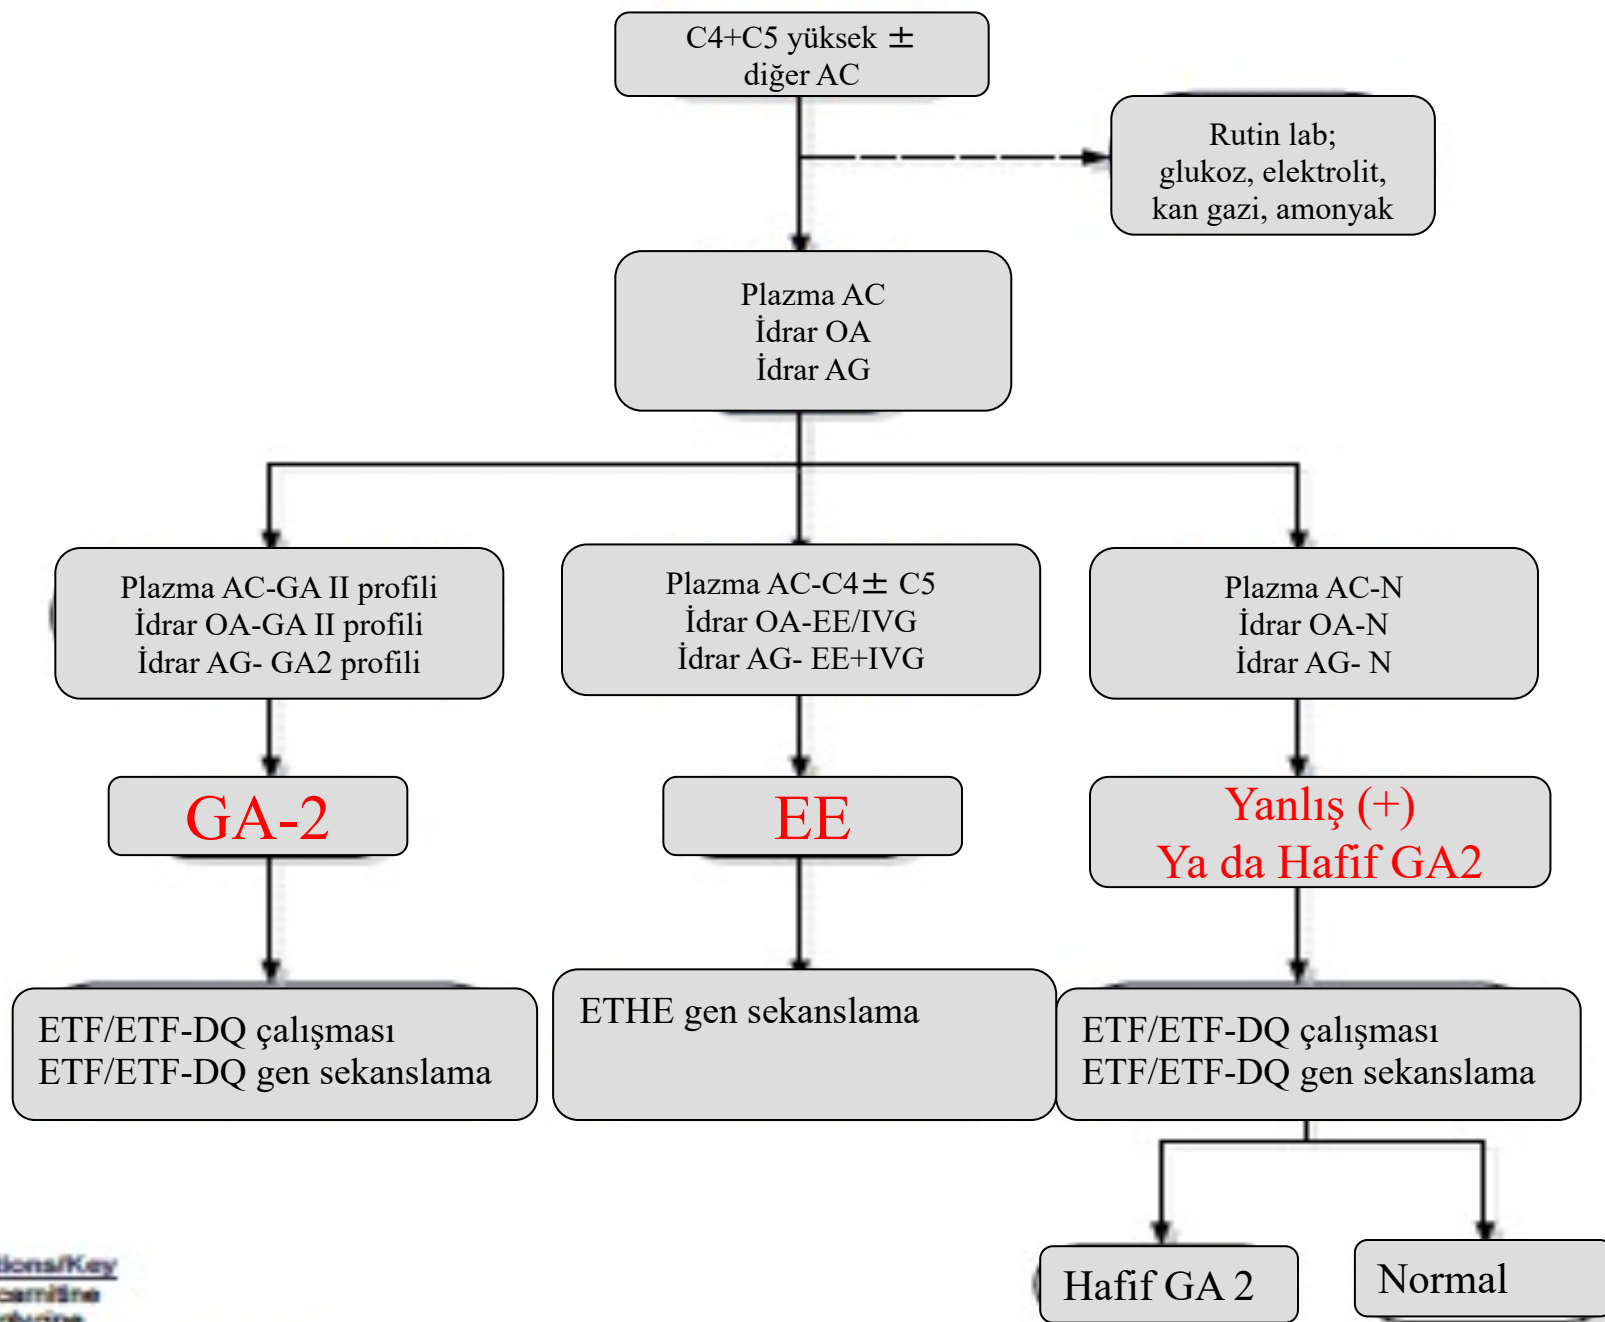 C4+C5 yüksek ±
diğer AC
Rutin lab;
glukoz, elektrolit,
kan gazi, amonyak
Plazma AC
İdrar OA
İdrar AG
Plazma AC-GA II profili
İdrar OA-GA II profili
İdrar AG- GA2 profili
Plazma AC-C4± C5
İdrar OA-EE/IVG
İdrar AG- EE+IVG
Plazma AC-N
İdrar OA-N
İdrar AG- N
GA-2
EE
Yanlış (+)
Ya da Hafif GA2
ETF/ETF-DQ çalışması
ETF/ETF-DQ gen sekanslama
ETHE gen sekanslama
ETF/ETF-DQ çalışması
ETF/ETF-DQ gen sekanslama
Hafif GA 2
Normal
tions/Key
carnitine